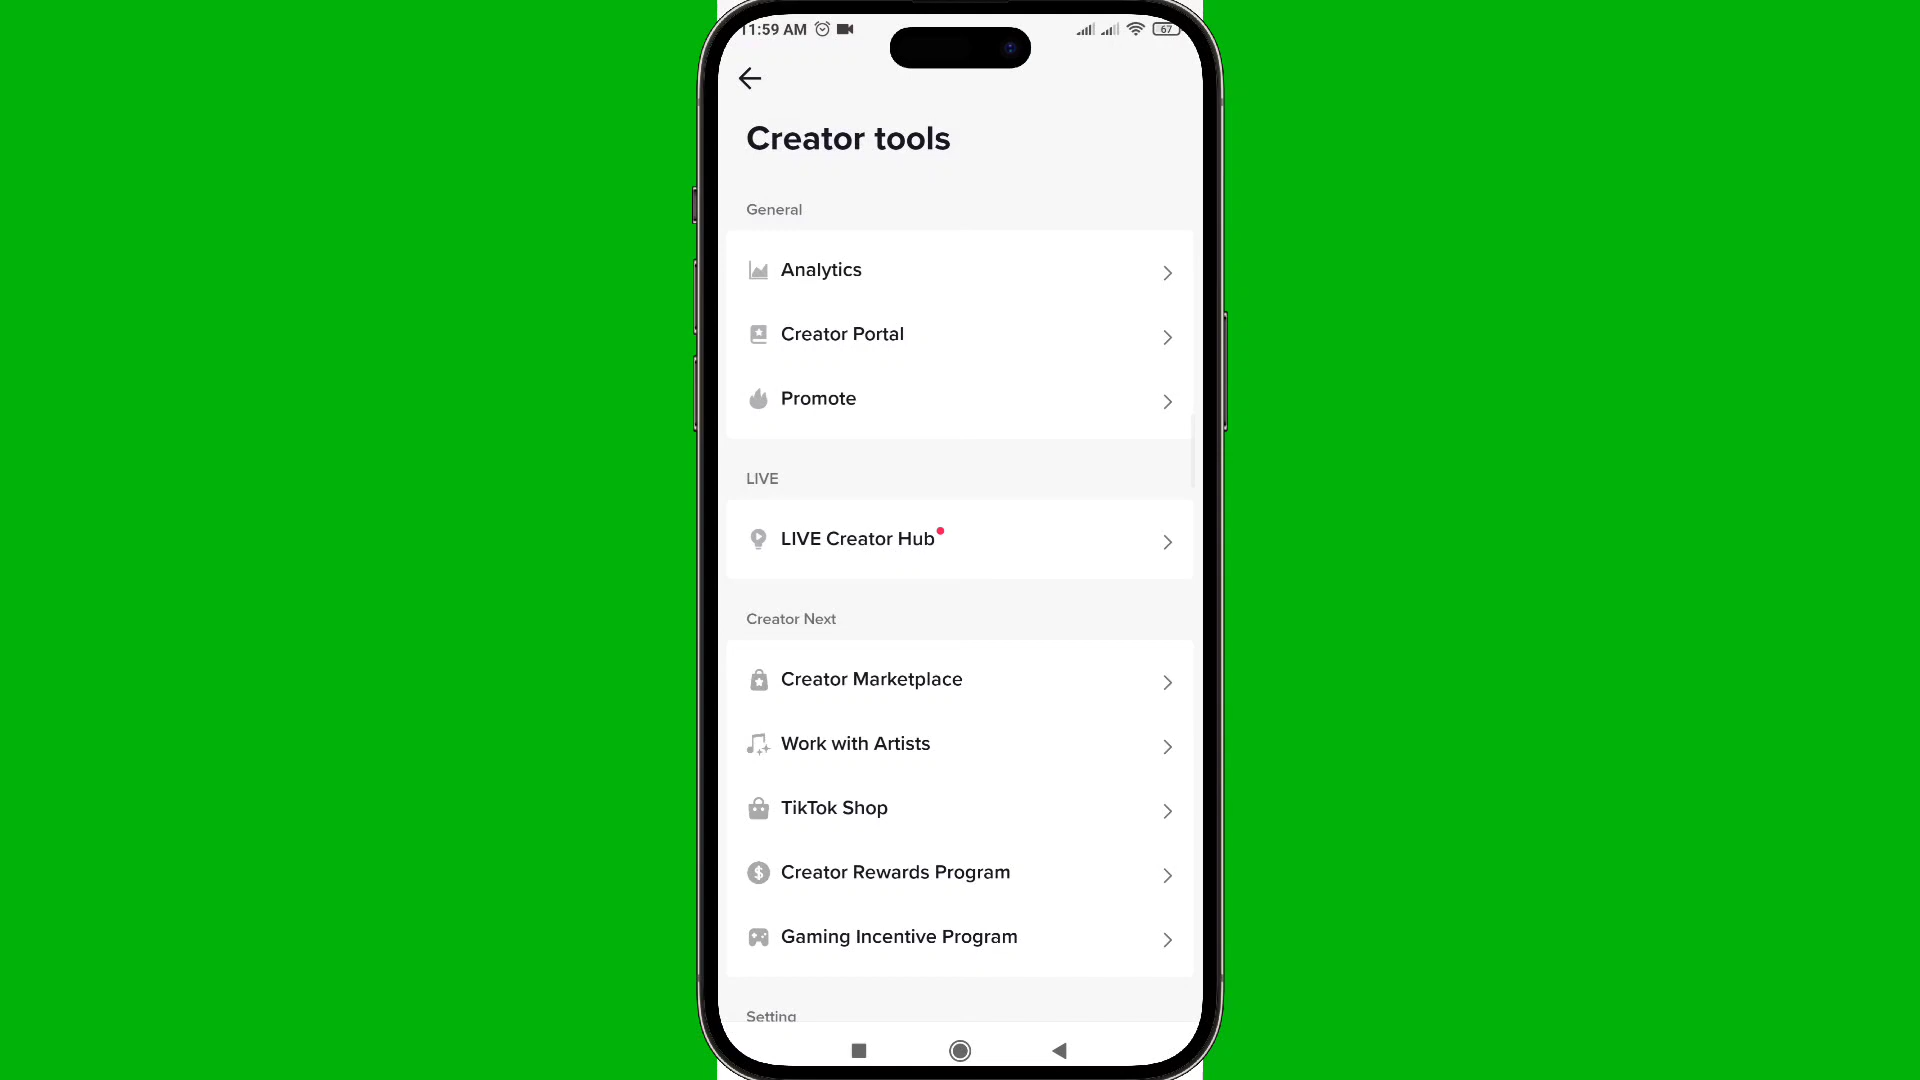 11:59 AM
67
Creator tools
General
Analytics
Creator Portal
Promote
LIVE
LIVE Creator Hub
Creator Next
Creator Marketplace
Work with Artists
TikTok Shop
Creator Rewards Program
Gaming Incentive Program
Setting